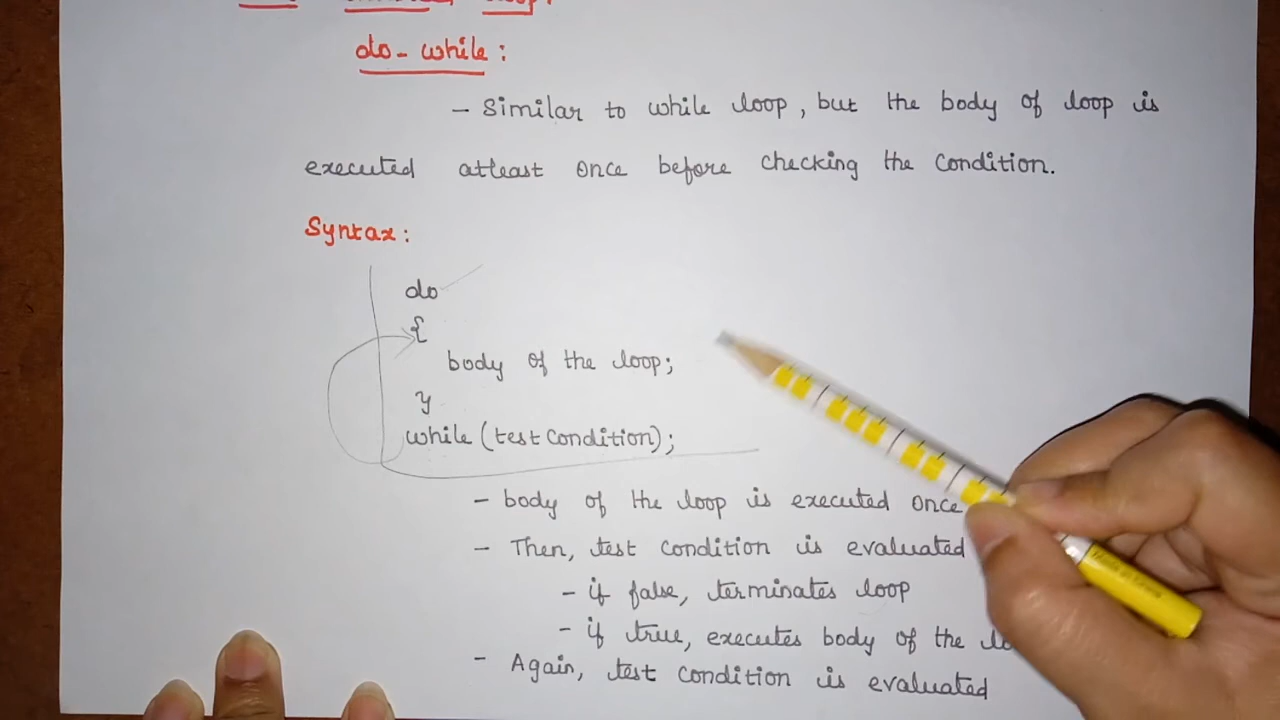 do- while:
- Similar to while loop, but the body of loop is
executed atleast once before checking the condition.
Syntax:
do
{
body of the loop;
}
while (test condition);
- body of the loop is executed once
- Then, test condition is evaluated
- if false, terminates loop
- if true, executes body of the
- Again, test condition is evaluated